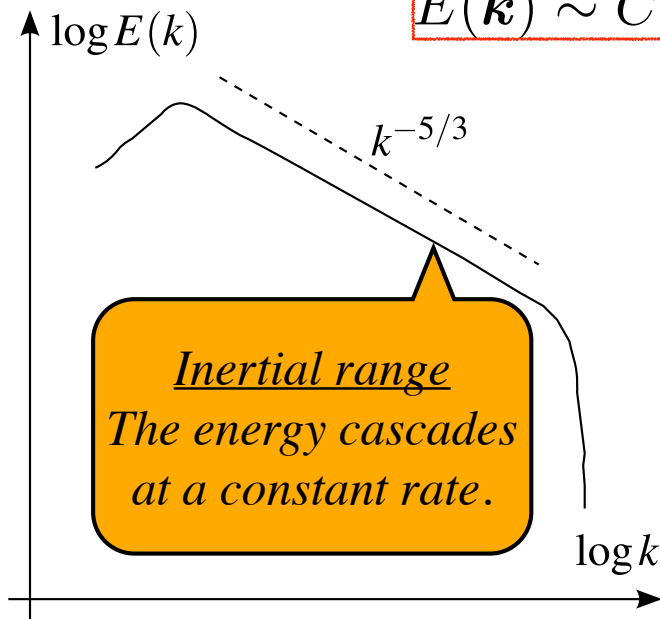 E(k) ∼ C
log E(k)
k^{-5/3}
Inertial range
The energy cascades
at a constant rate.
log k